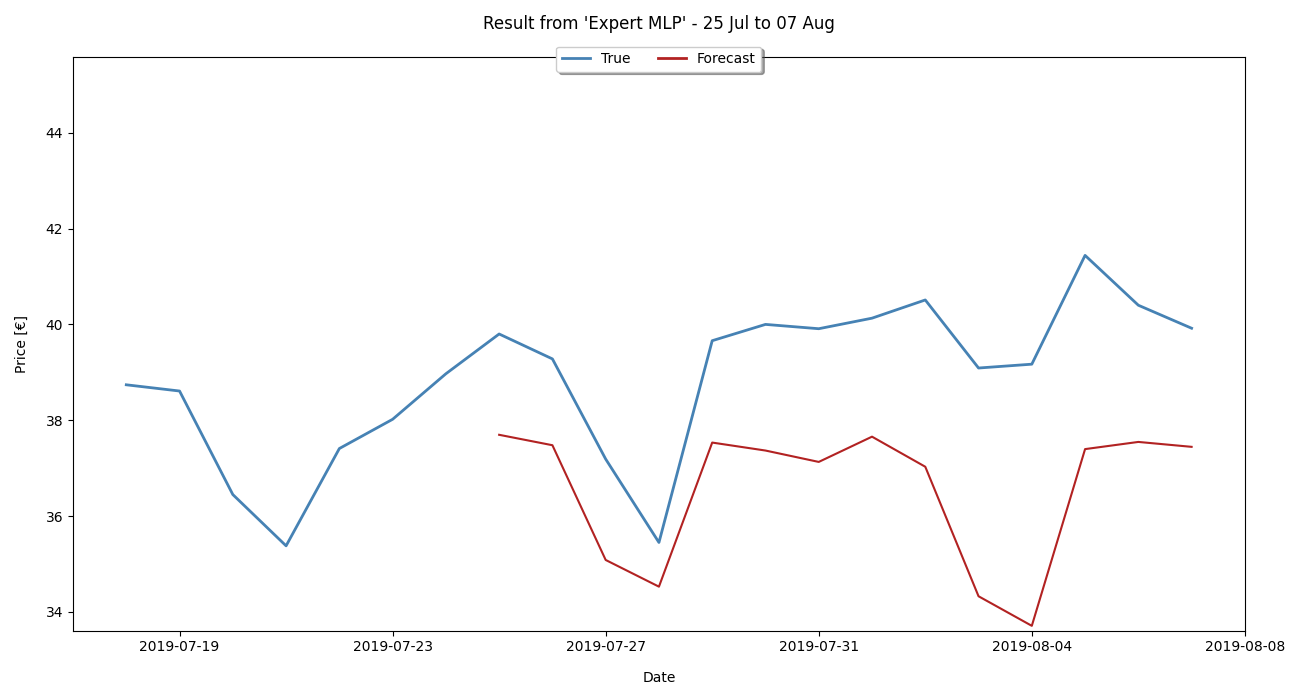 Result from 'Expert MLP' - 25 Jul to 07 Aug
True Forecast
44
42
40
38
36
34
Price [€]
2019-07-19 2019-07-23 2019-07-27 2019-07-31 2019-08-04 2019-08-08
Date